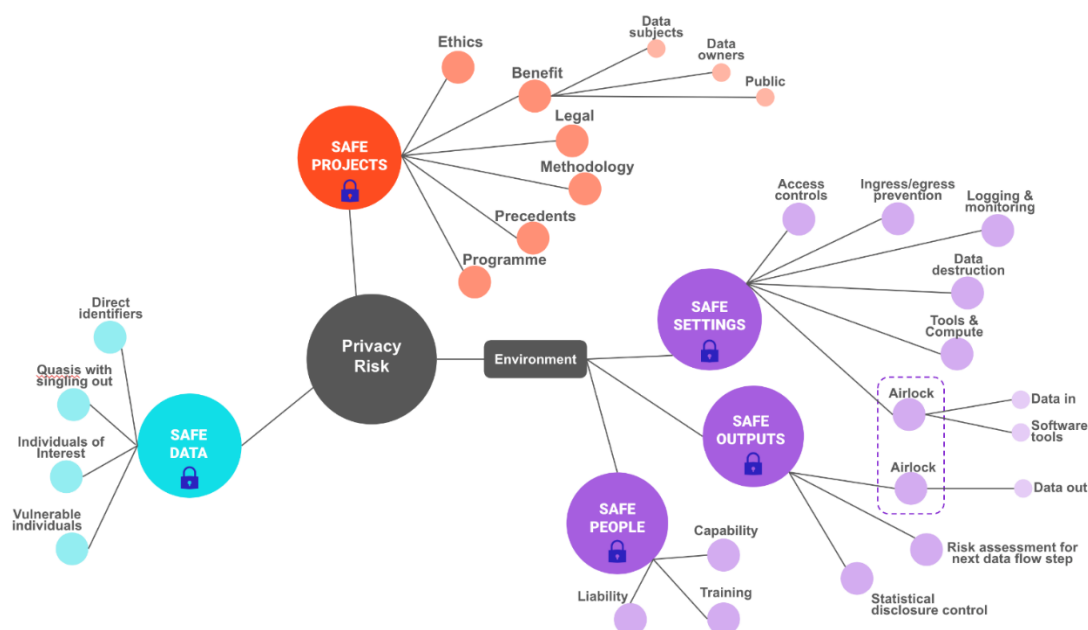 Ethics
Data
subjects
Data
owners
Benefit
Public
Legal
SAFE
PROJECTS
Methodology
Precedents
Programme
Access
controls
Ingress/egress
prevention
Logging &
monitoring
Data
destruction
SAFE
SETTINGS
Tools &
Compute
Privacy
Risk
Environment
Airlock
Data in
Software
tools
Airlock
Data out
SAFE
OUTPUTS
Risk assessment for
next data flow step
Statistical
disclosure control
SAFE
PEOPLE
Capability
Training
Liability
Direct
identifiers
Quasis with
singling out
SAFE
DATA
Individuals of
Interest
Vulnerable
individuals